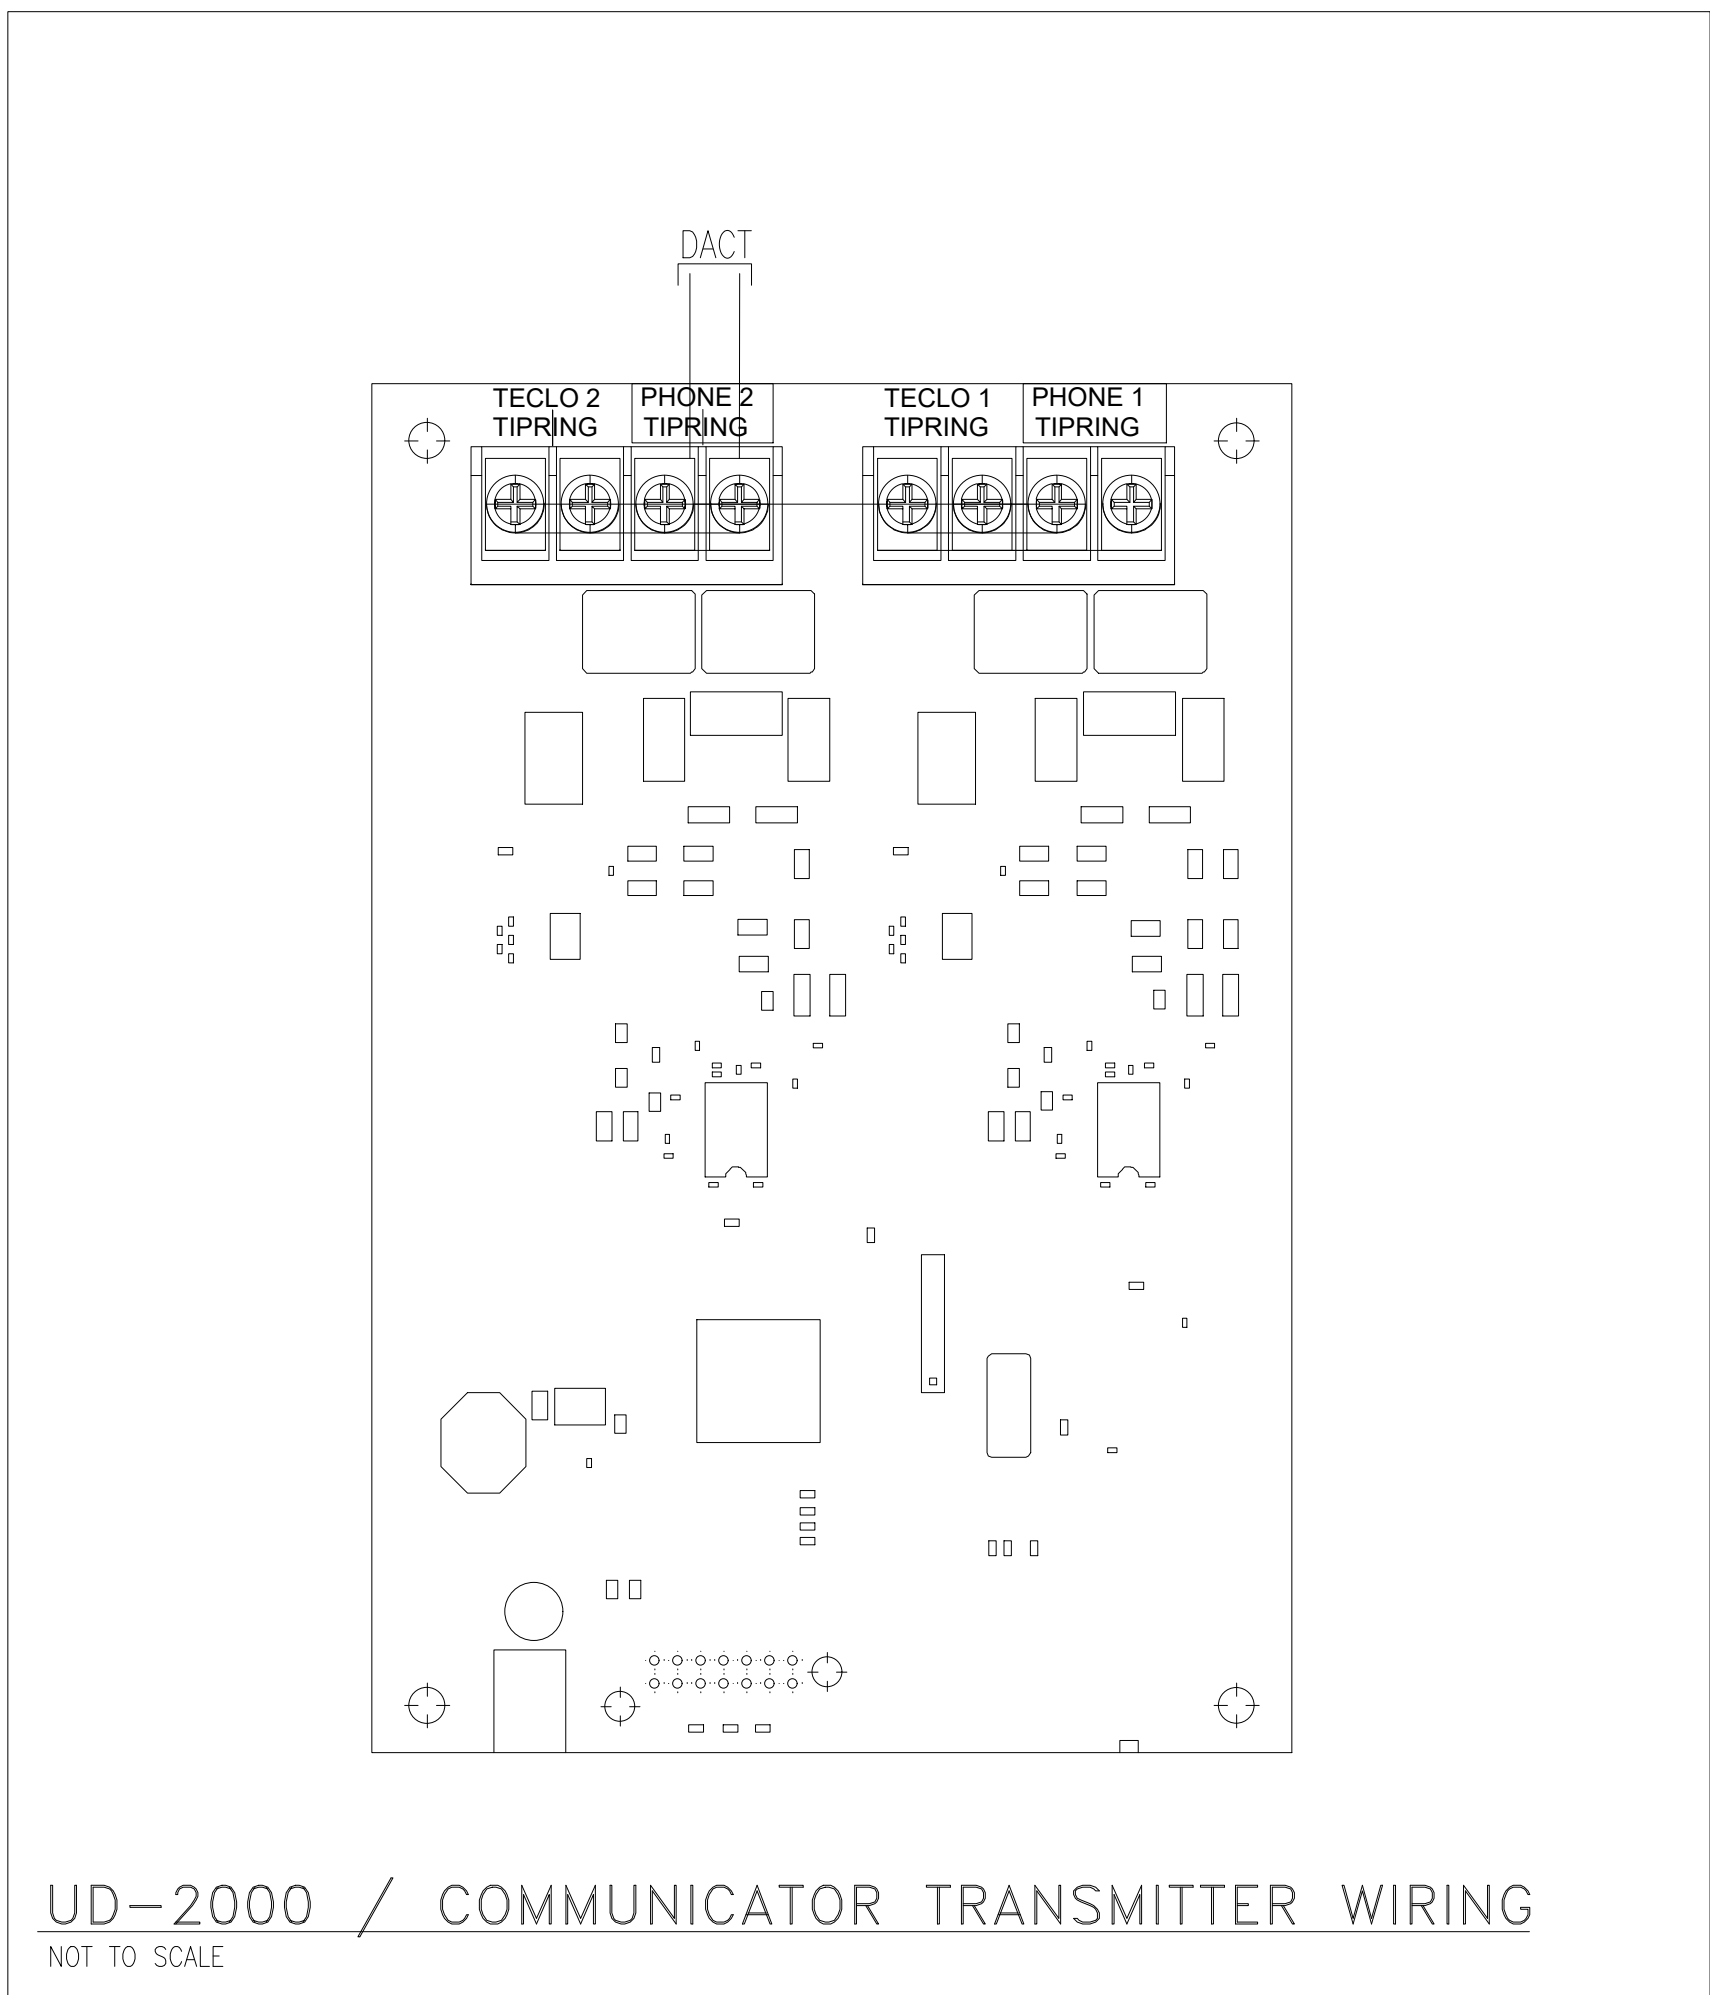 DACT
TECLO 2 PHONE 2 TECLO 1 PHONE 1
TIPRING TIPRING TIPRING TIPRING
UD-2000 / COMMUNICATOR TRANSMITTER WIRING
NOT TO SCALE